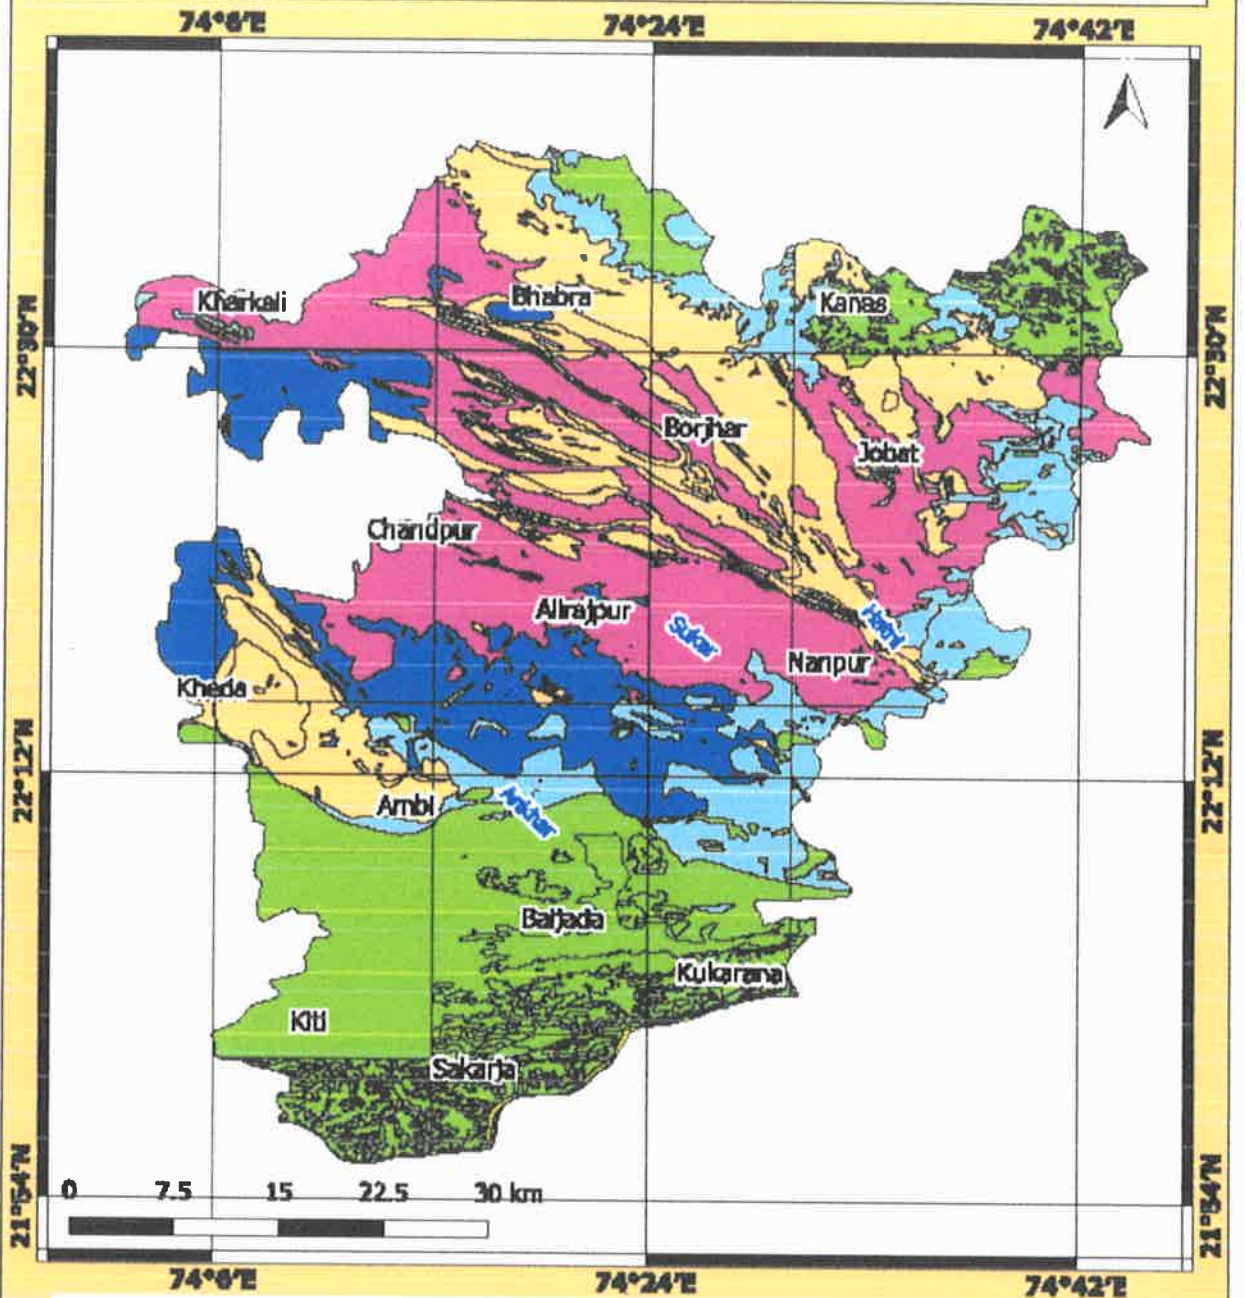 74°6'E 74°24'E 74°42'E
Kharkali Bhabra Kanas
22°30'N 22°30'N
Borjhar
Jobat
Chandpur
Alirajpur
Sukar Hatni
Nanpur
Kheda
22°12'N 22°12'N
Ambi
Ankhar
Baijada
Kukarana
Kiti
Sakarja
21°54'N 21°54'N
0 7.5 15 22.5 30 km
74°6'E 74°24'E 74°42'E